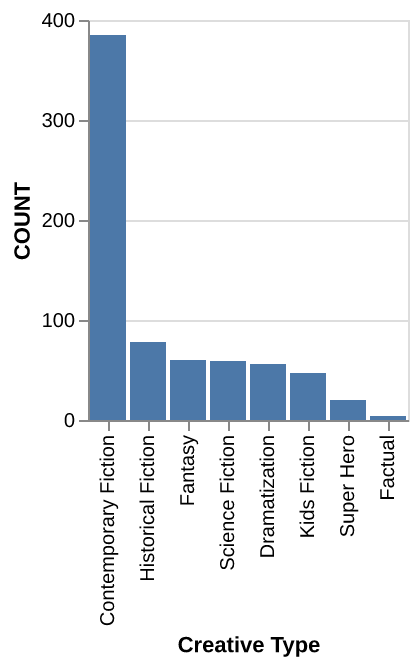 400
300
200
100
0
COUNT
Contemporary Fiction
Historical Fiction
Fantasy
Science Fiction
Dramatization
Kids Fiction
Super Hero
Factual
Creative Type